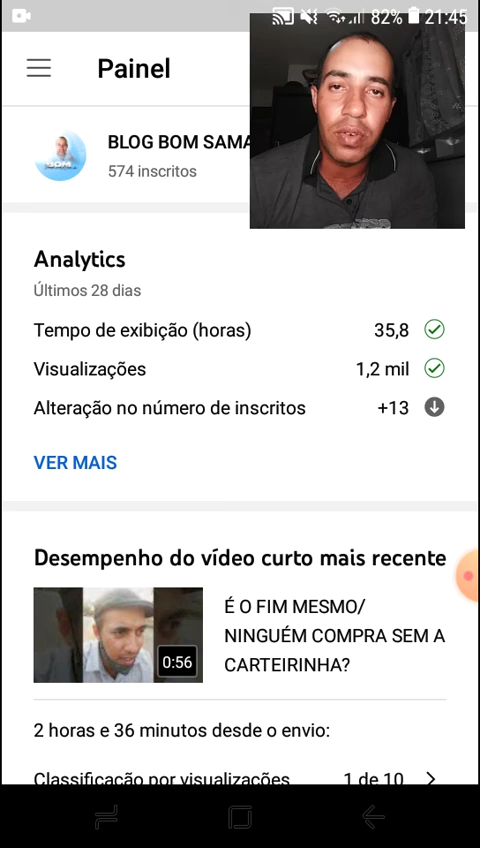 82% 21:45
Painel
BLOG BOM SAMA
574 inscritos
Analytics
Últimos 28 dias
Tempo de exibição (horas) 35,8
Visualizações 1,2 mil
Alteração no número de inscritos +13
VER MAIS
Desempenho do vídeo curto mais recente
É O FIM MESMO/
NINGUÉM COMPRA SEM A
CARTEIRINHA?
0:56
2 horas e 36 minutos desde o envio:
Classificação por visualizações 1 de 10